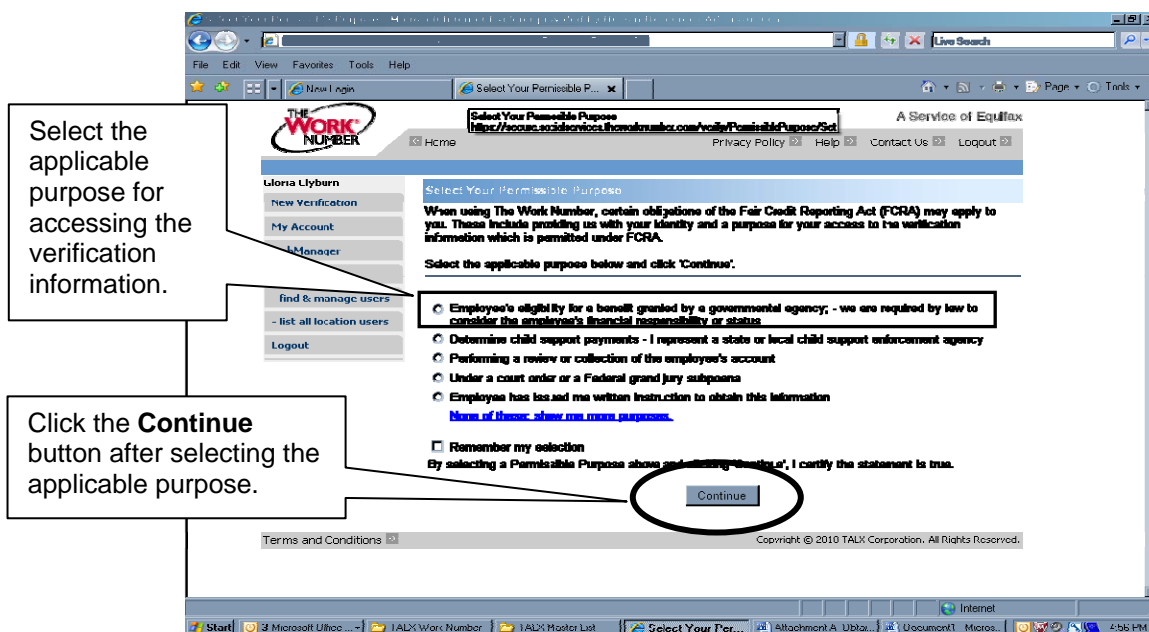 Live Search
File Edit View Favorites Tools Help
New Login
Select Your Permissible P...
Page
Tools
THE WORK NUMBER
Select Your Permissible Purpose
A Service of Equifax
Home
Privacy Policy
Help
Contact Us
Logout
Select the
applicable
purpose for
accessing the
verification
information.
Gloria Clyburn
New Verification
My Account
find & manage users
- list all location users
Logout
Select Your Permissible Purpose
When using The Work Number, certain obligations of the Fair Credit Reporting Act (FCRA) may apply to
you. These include providing us with your identity and a purpose for your access to the verification
information which is permitted under FCRA.
Select the applicable purpose below and click 'Continue'.
Employee's eligibility for a benefit granted by a governmental agency; - we are required by law to
consider the employee's financial responsibility or status
Determine child support payments - I represent a state or local child support enforcement agency
Performing a review or collection of the employee's account
Under a court order or a Federal grand jury subpoena
Employee has issued me written instruction to obtain this information
None of these: show me more purposes.
Remember my selection
By selecting a Permissible Purpose above and clicking 'Continue', I certify the statement is true.
Continue
Click the Continue
button after selecting the
applicable purpose.
Terms and Conditions
Copyright © 2010 TALX Corporation. All Rights Reserved.
Internet
Start
3 Microsoft Office ...
TALX Work Number
TALX Master List
Select Your Per...
Attachment A Obtai...
Document1 Micros...
4:56 PM